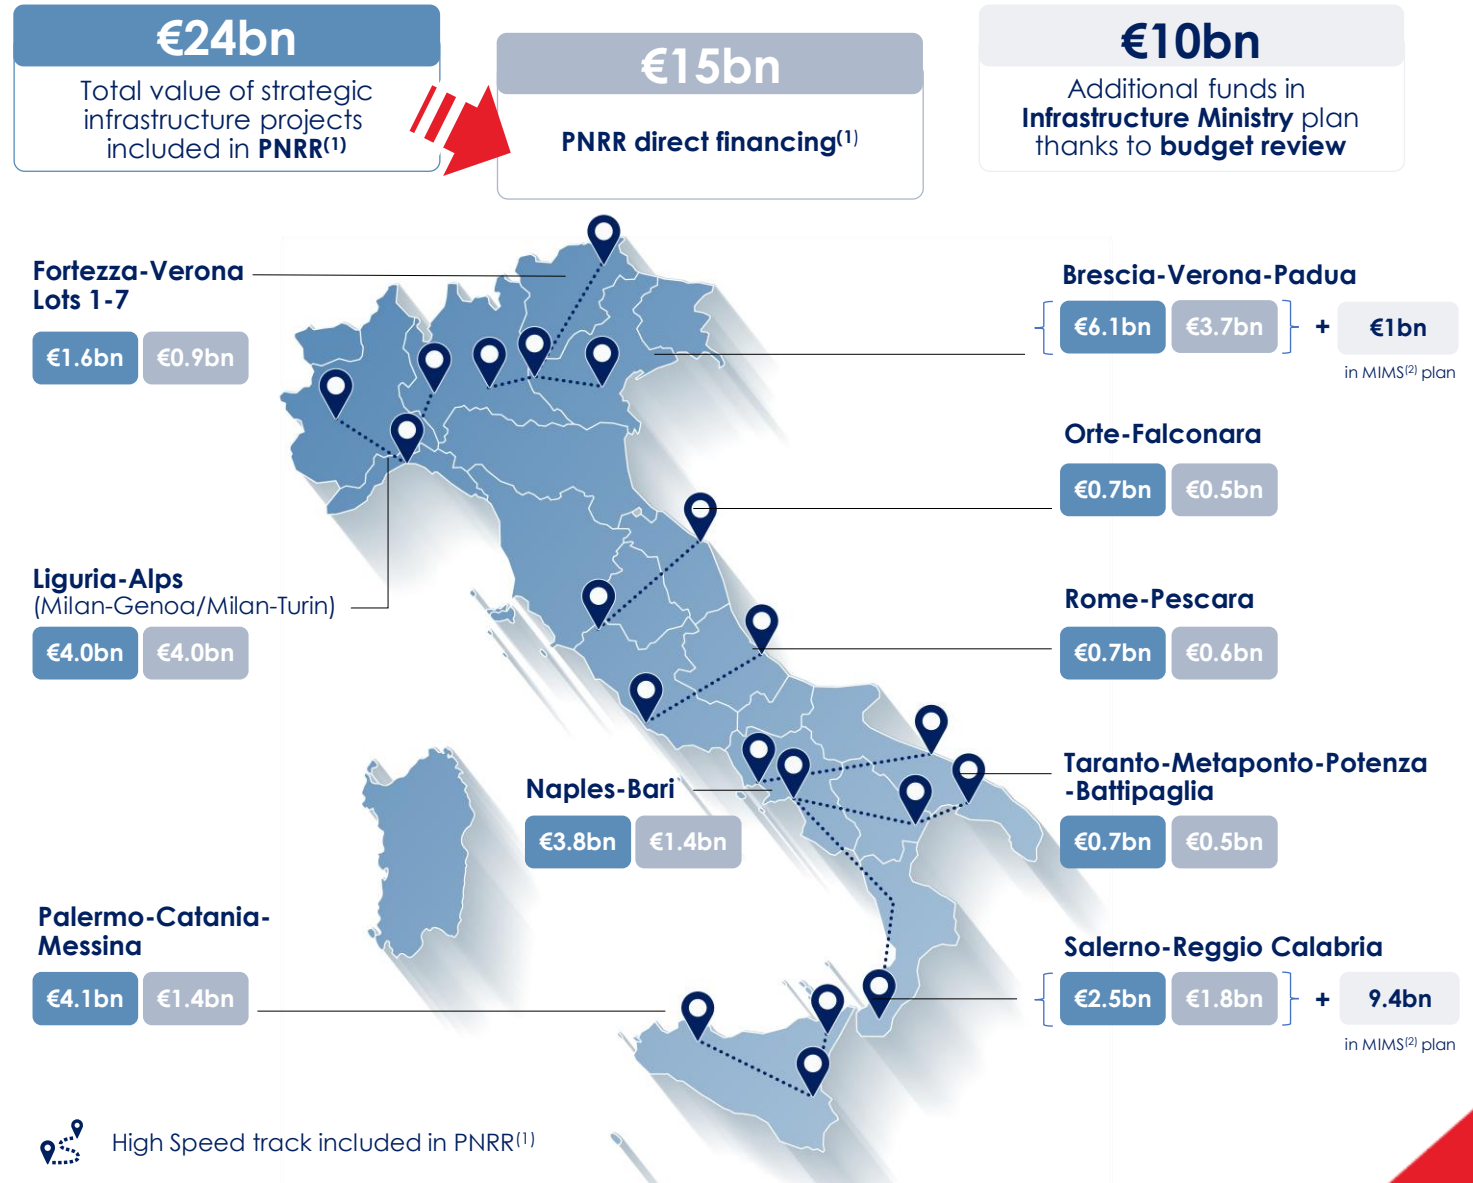 €24bn
Total value of strategic
infrastructure projects
included in PNRR(1)
€15bn
PNRR direct financing(1)
€10bn
Additional funds in
Infrastructure Ministry plan
thanks to budget review
Fortezza-Verona
Lots 1-7
€1.6bn €0.9bn
Brescia-Verona-Padua
€6.1bn €3.7bn + €1bn
in MIMS(2) plan
Orte-Falconara
€0.7bn €0.5bn
Liguria-Alps
(Milan-Genoa/Milan-Turin)
€4.0bn €4.0bn
Rome-Pescara
€0.7bn €0.6bn
Naples-Bari
€3.8bn €1.4bn
Taranto-Metaponto-Potenza
-Battipaglia
€0.7bn €0.5bn
Palermo-Catania-
Messina
€4.1bn €1.4bn
Salerno-Reggio Calabria
€2.5bn €1.8bn + 9.4bn
in MIMS(2) plan
High Speed track included in PNRR(1)